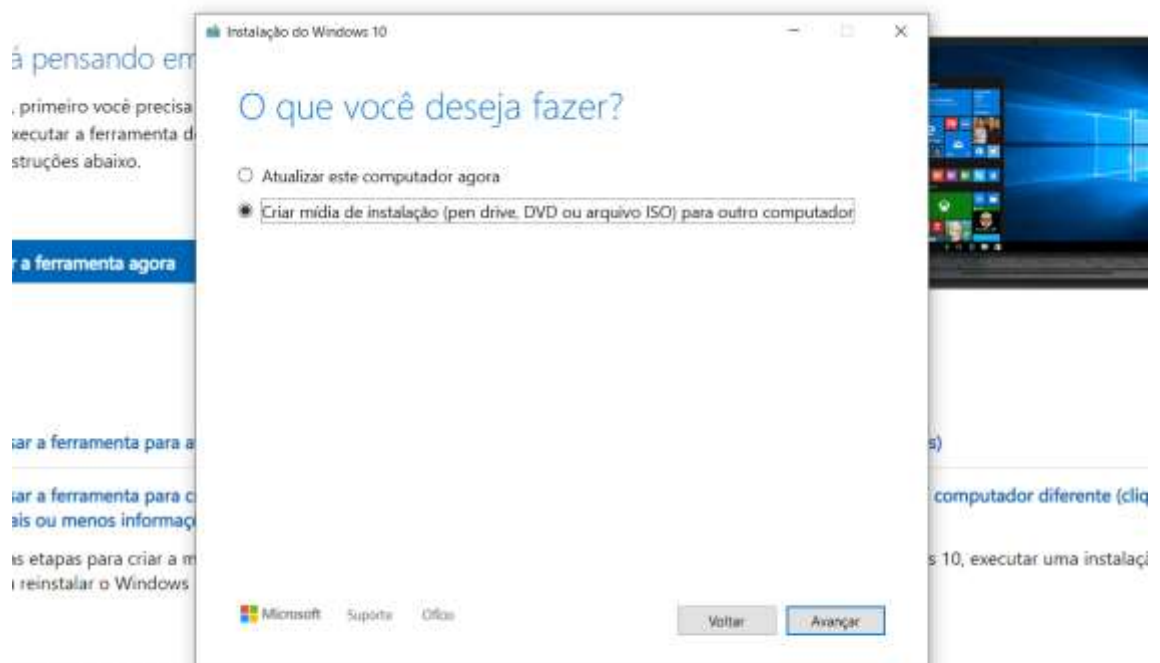 Instalação do Windows 10
á pensando em
. primeiro você precisa
xecutar a ferramenta d
struções abaixo.
r a ferramenta agora
O que você deseja fazer?
Atualizar este computador agora
Criar mídia de instalação (pen drive, DVD ou arquivo ISO) para outro computador
sar a ferramenta para a
s)
sar a ferramenta para c
computador diferente (cliq
ais ou menos informaç
as etapas para criar a m
s 10, executar uma instalaç
reinstalar o Windows
Microsoft Suporte
Voltar Avançar